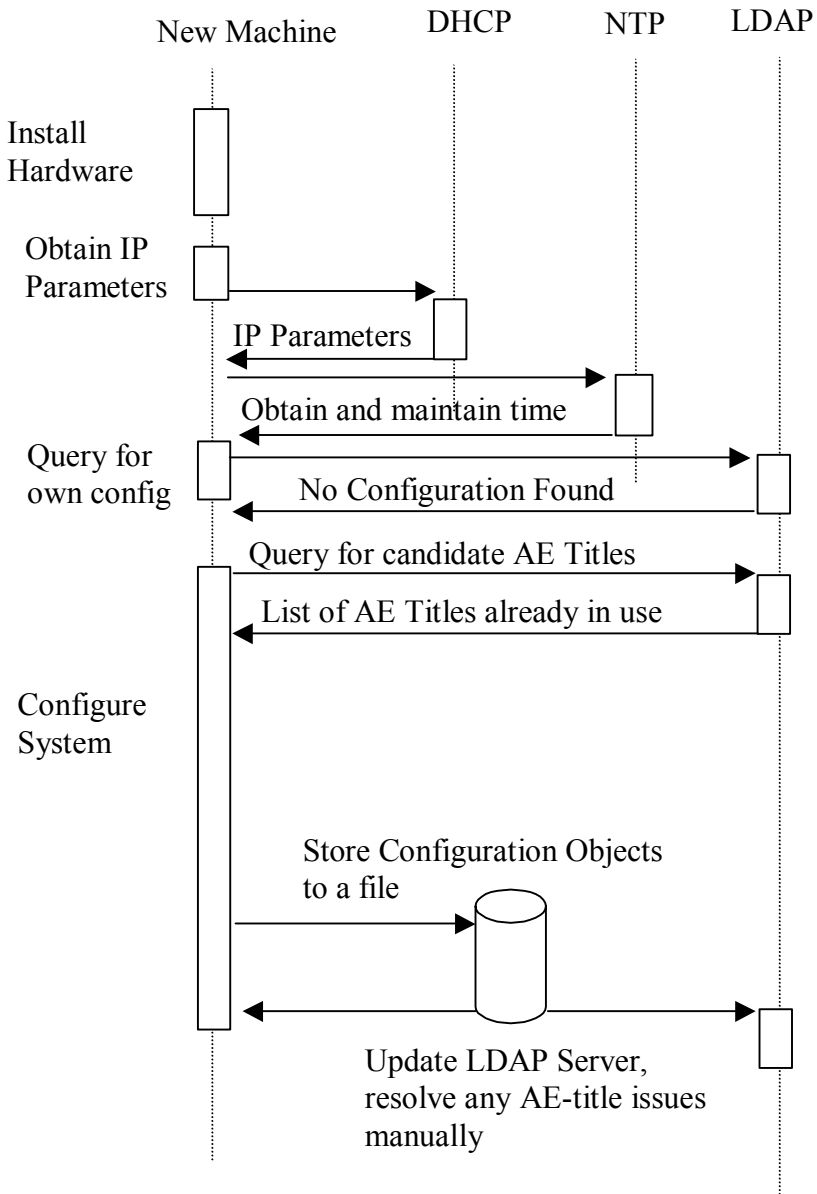 New Machine
DHCP
NTP
LDAP
Install
Hardware
Obtain IP
Parameters
IP Parameters
Obtain and maintain time
Query for
own config
No Configuration Found
Query for candidate AE Titles
List of AE Titles already in use
Configure
System
Store Configuration Objects
to a file
Update LDAP Server,
resolve any AE-title issues
manually